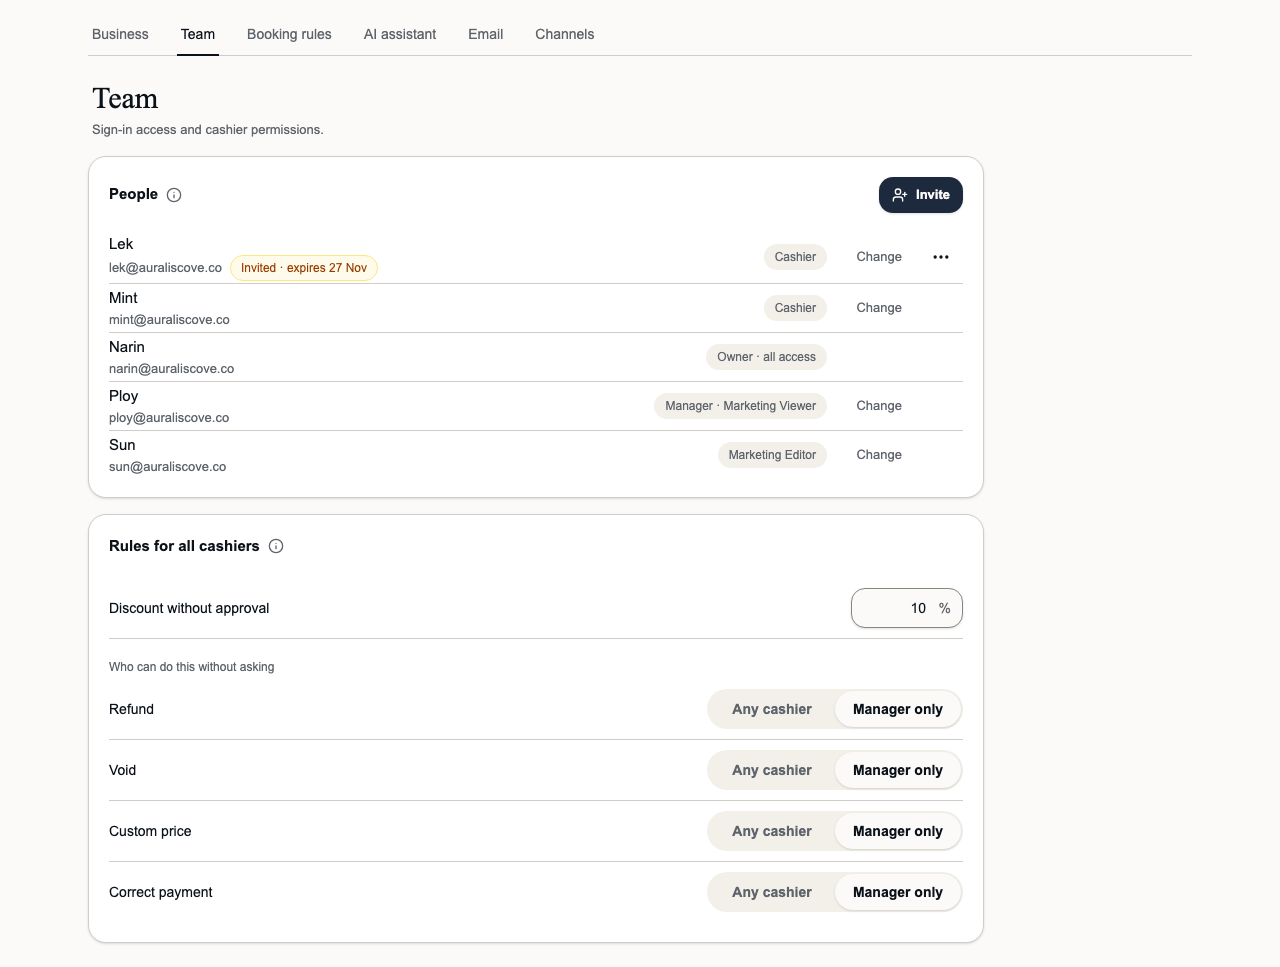 Business Team Booking rules AI assistant Email Channels
Team
Sign-in access and cashier permissions.
People Invite
Lek
lek@auraliscove.co Invited · expires 27 Nov Cashier Change
Mint
mint@auraliscove.co Cashier Change
Narin
narin@auraliscove.co Owner · all access
Ploy
ploy@auraliscove.co Manager · Marketing Viewer Change
Sun
sun@auraliscove.co Marketing Editor Change
Rules for all cashiers
Discount without approval 10 %
Who can do this without asking
Refund Any cashier Manager only
Void Any cashier Manager only
Custom price Any cashier Manager only
Correct payment Any cashier Manager only